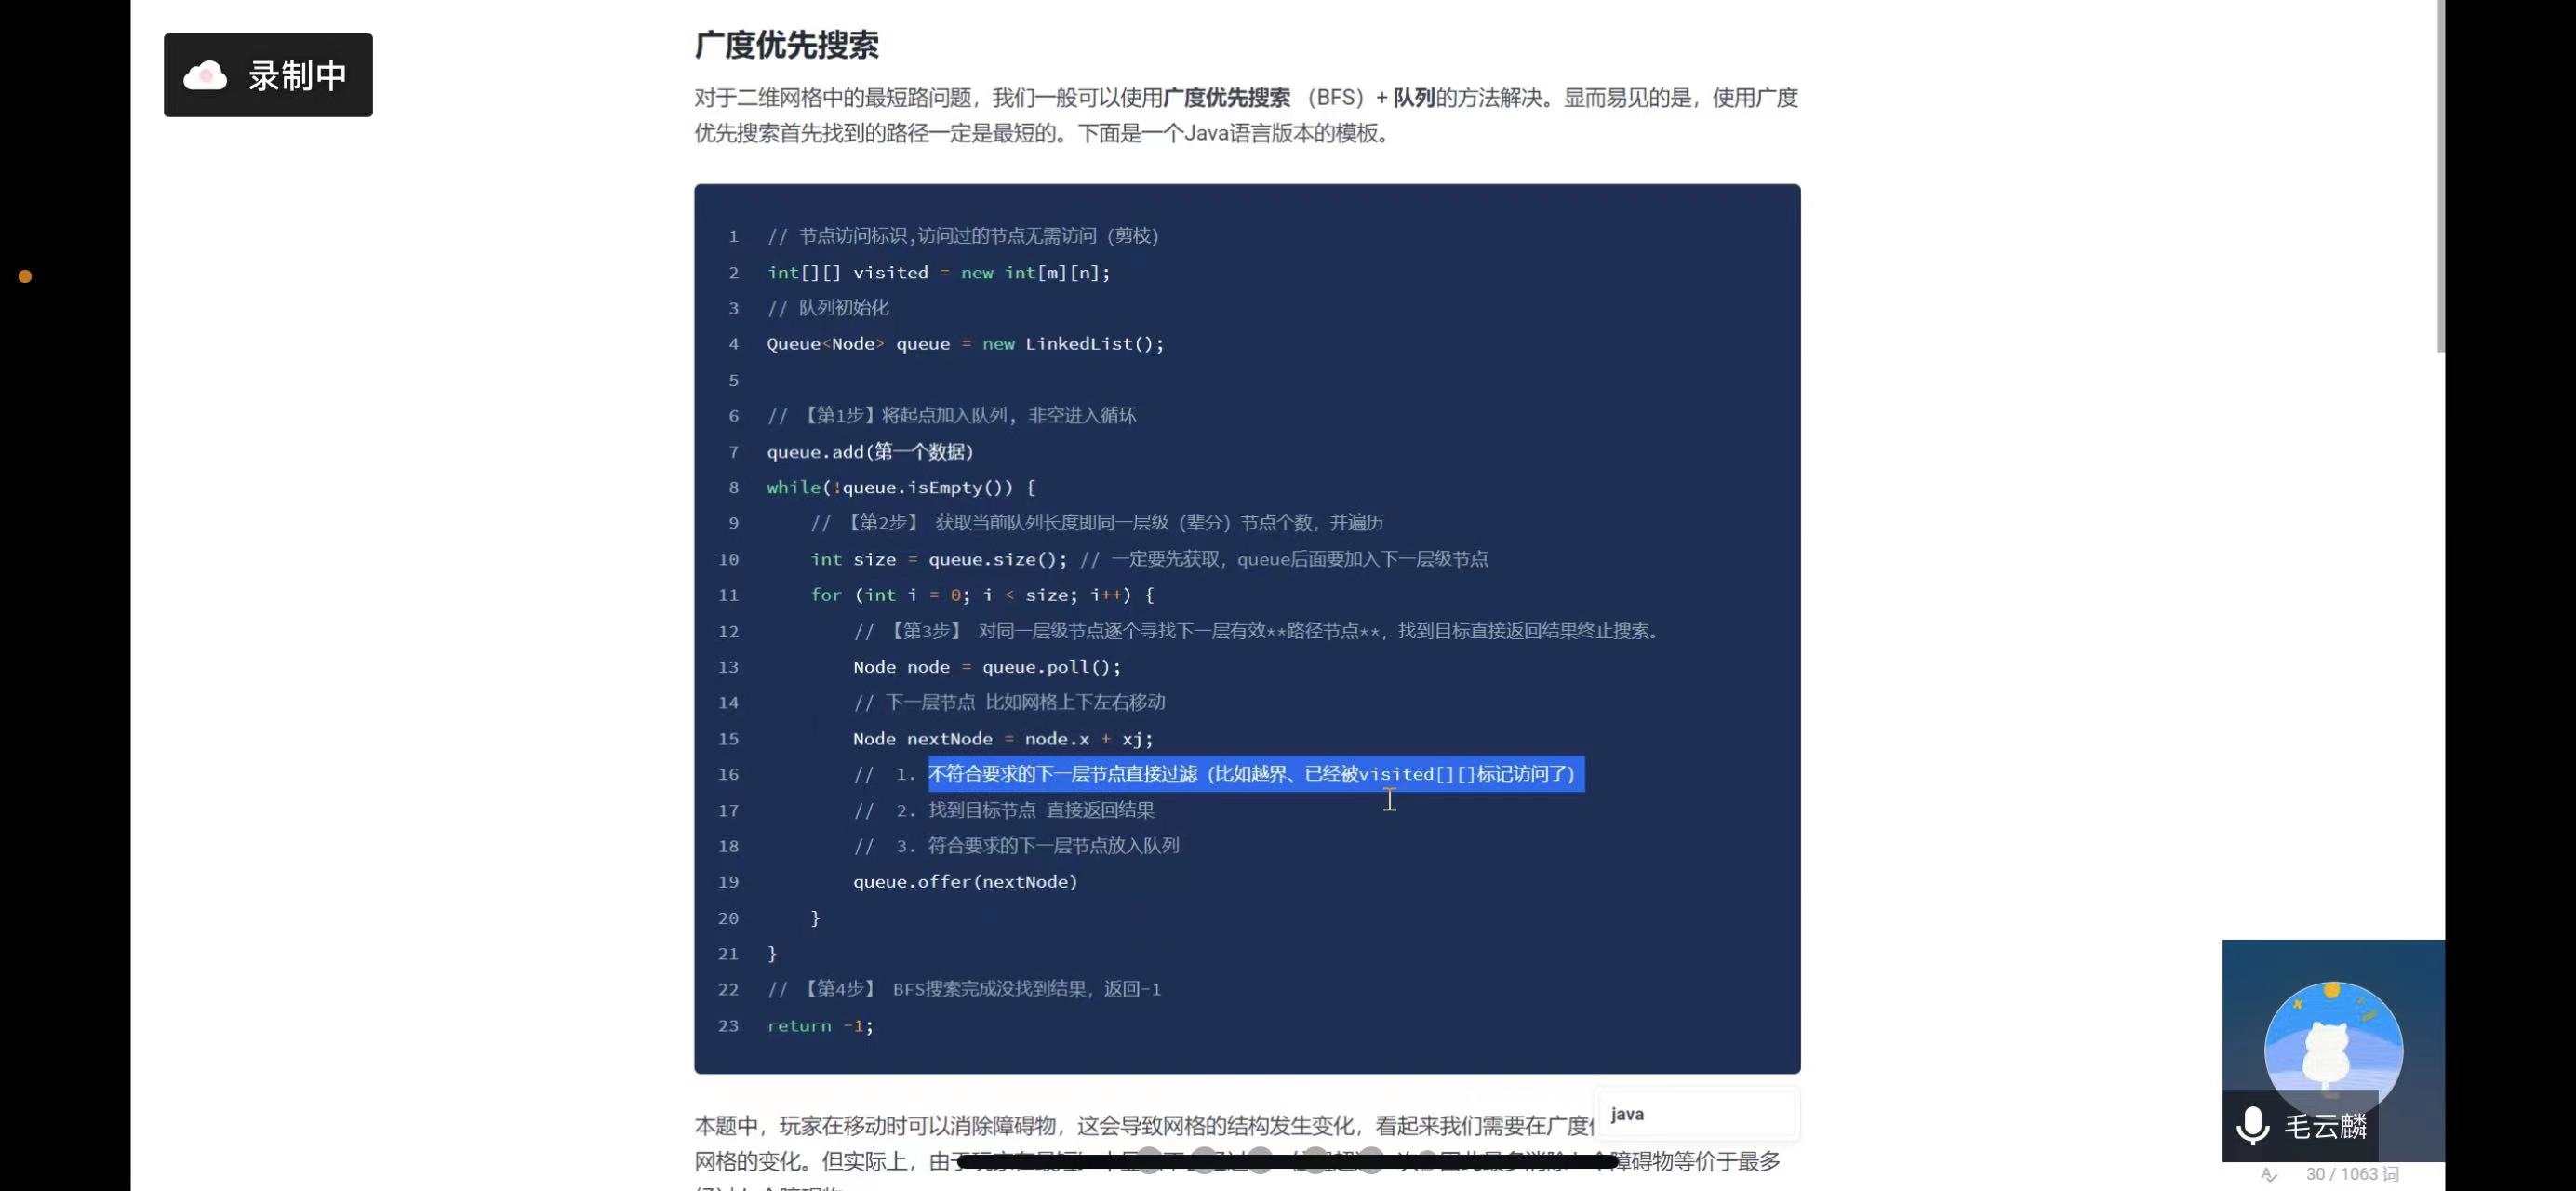 录制中
广度优先搜索
对于二维网格中的最短路问题，我们一般可以使用广度优先搜索 （BFS）+ 队列的方法解决。显而易见的是，使用广度
优先搜索首先找到的路径一定是最短的。下面是一个Java语言版本的模板。
1 // 节点访问标识,访问过的节点无需访问（剪枝）
2 int[][] visited = new int[m][n];
3 // 队列初始化
4 Queue<Node> queue = new LinkedList();
5
6 // 【第1步】将起点加入队列，非空进入循环
7 queue.add(第一个数据)
8 while(!queue.isEmpty()) {
9 // 【第2步】 获取当前队列长度即同一层级（辈分）节点个数，并遍历
10 int size = queue.size(); // 一定要先获取，queue后面要加入下一层级节点
11 for (int i = 0; i < size; i++) {
12 // 【第3步】 对同一层级节点逐个寻找下一层有效**路径节点**，找到目标直接返回结果终止搜索。
13 Node node = queue.poll();
14 // 下一层节点 比如网格上下左右移动
15 Node nextNode = node.x + xj;
16 // 1. 不符合要求的下一层节点直接过滤（比如越界、已经被visited[][]标记访问了）
17 // 2. 找到目标节点 直接返回结果
18 // 3. 符合要求的下一层节点放入队列
19 queue.offer(nextNode)
20 }
21 }
22 // 【第4步】 BFS搜索完成没找到结果，返回-1
23 return -1;
java
本题中，玩家在移动时可以消除障碍物，这会导致网格的结构发生变化，看起来我们需要在广度
网格的变化。但实际上，由于 障碍物等价于最多
毛云麟
30 / 1063 词